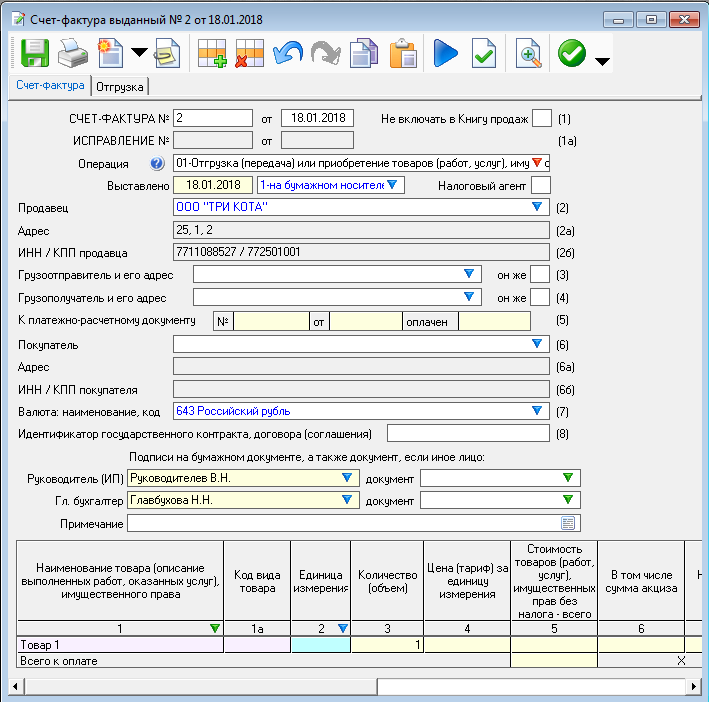 Счет-фактура выданный № 2 от 18.01.2018
Счет-фактура Отгрузка
СЧЕТ-ФАКТУРА № 2 от 18.01.2018 Не включать в Книгу продаж (1)
ИСПРАВЛЕНИЕ № от (1а)
Операция 01-Отгрузка (передача) или приобретение товаров (работ, услуг), иму
Выставлено 18.01.2018 1-на бумажном носителе Налоговый агент
Продавец ООО "ТРИ КОТА" (2)
Адрес 25, 1, 2 (2а)
ИНН / КПП продавца 7711088527 / 772501001 (2б)
Грузоотправитель и его адрес он же (3)
Грузополучатель и его адрес он же (4)
К платежно-расчетному документу № от оплачен (5)
Покупатель (6)
Адрес (6а)
ИНН / КПП покупателя (6б)
Валюта: наименование, код 643 Российский рубль (7)
Идентификатор государственного контракта, договора (соглашения) (8)
Подписи на бумажном документе, а также документ, если иное лицо:
Руководитель (ИП) Руководителев В.Н. документ
Гл. бухгалтер Главбухова Н.Н. документ
Примечание
Наименование товара (описание выполненных работ, оказанных услуг), имущественного права
Код вида товара
Единица измерения
Количество (объем)
Цена (тариф) за единицу измерения
Стоимость товаров (работ, услуг), имущественных прав без налога - всего
В том числе сумма акциза
1 1а 2 3 4 5 6
Товар 1 1
Всего к оплате X